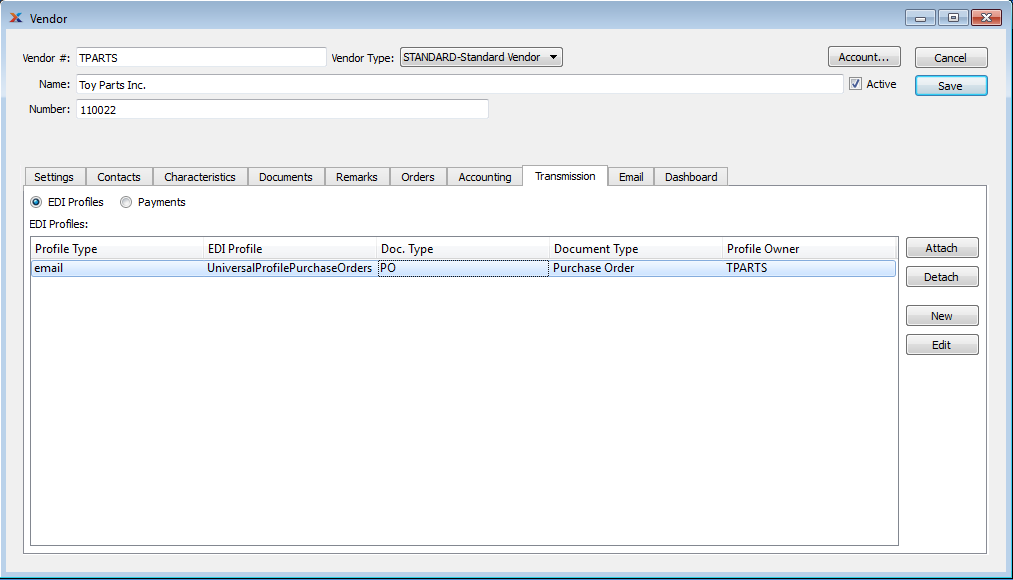 Vendor
Vendor #: TPARTS Vendor Type: STANDARD-Standard Vendor Account... Cancel
Name: Toy Parts Inc. Active Save
Number: 110022
Settings Contacts Characteristics Documents Remarks Orders Accounting Transmission Email Dashboard
EDI Profiles Payments
EDI Profiles:
Profile Type EDI Profile Doc. Type Document Type Profile Owner Attach
email UniversalProfilePurchaseOrders PO Purchase Order TPARTS
Detach
New
Edit